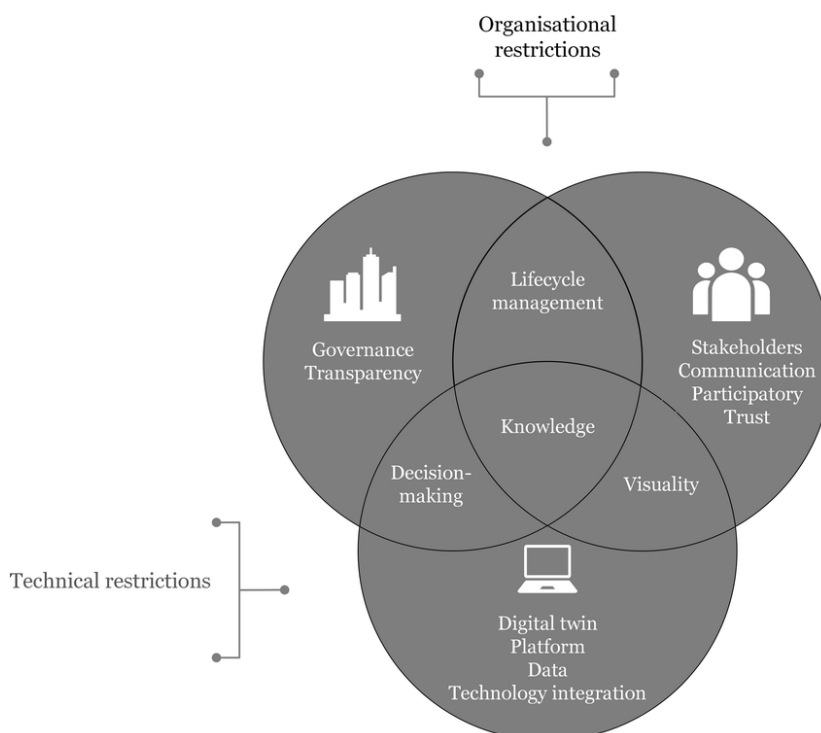 Organisational
restrictions
Lifecycle
management
Governance
Transparency
Stakeholders
Communication
Participatory
Trust
Knowledge
Decision-
making
Visuality
Technical restrictions
Digital twin
Platform
Data
Technology integration